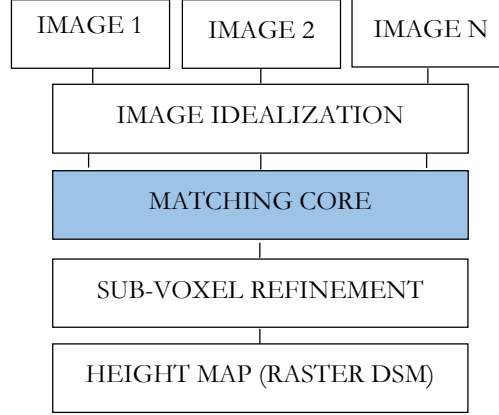 IMAGE 1
IMAGE 2
IMAGE N
IMAGE IDEALIZATION
MATCHING CORE
SUB-VOXEL REFINEMENT
HEIGHT MAP (RASTER DSM)